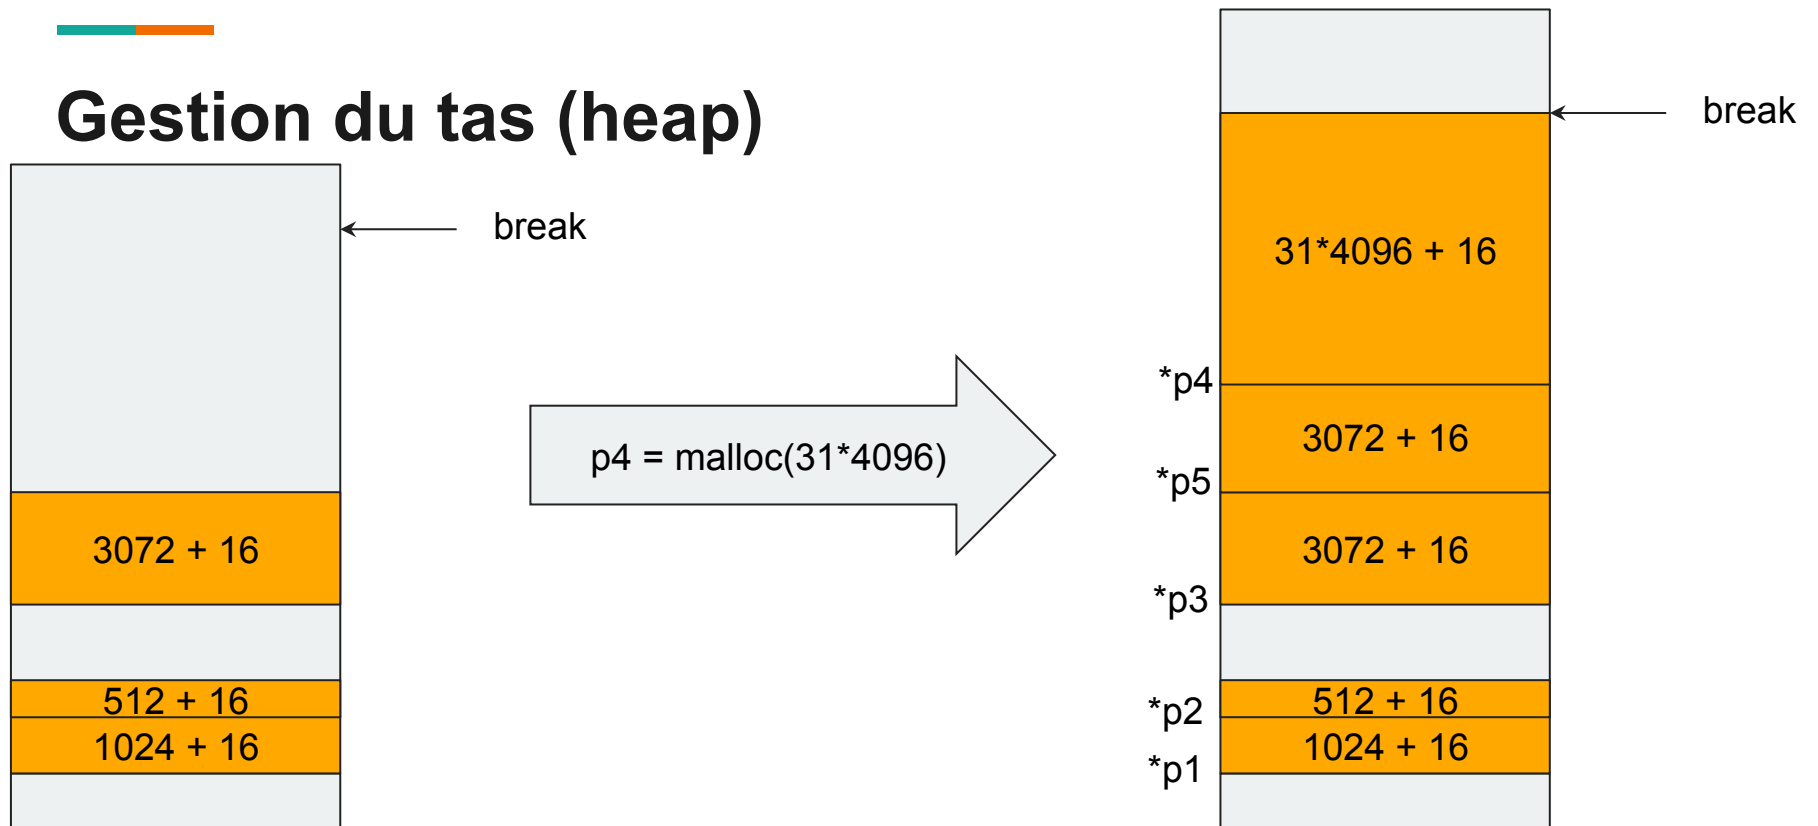 Gestion du tas (heap)
break
3072 + 16
512 + 16
1024 + 16
p4 = malloc(31*4096)
break
31*4096 + 16
*p4
3072 + 16
*p5
3072 + 16
*p3
512 + 16
*p2
1024 + 16
*p1